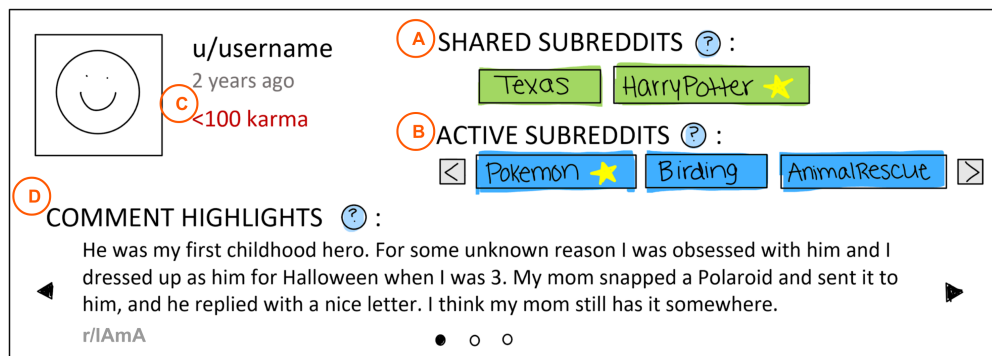 u/username
2 years ago
<100 karma
A SHARED SUBREDDITS ? :
Texas
HarryPotter
B ACTIVE SUBREDDITS ? :
< Pokemon Birding AnimalRescue >
C
D
COMMENT HIGHLIGHTS ? :
He was my first childhood hero. For some unknown reason I was obsessed with him and I
dressed up as him for Halloween when I was 3. My mom snapped a Polaroid and sent it to
him, and he replied with a nice letter. I think my mom still has it somewhere.
r/IAmA